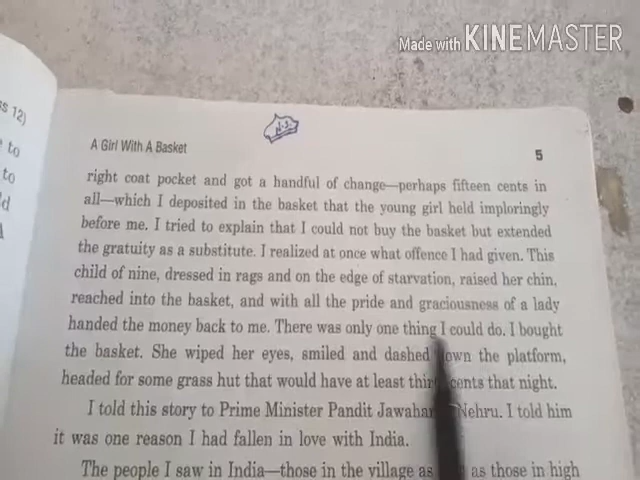 Made with KINEMASTER
ss 12)
to
to
A Girl With A Basket
N.S.
5
right coat pocket and got a handful of change—perhaps fifteen cents in
all—which I deposited in the basket that the young girl held imploringly
before me. I tried to explain that I could not buy the basket but extended
the gratuity as a substitute. I realized at once what offence I had given. This
child of nine, dressed in rags and on the edge of starvation, raised her chin,
reached into the basket, and with all the pride and graciousness of a lady
handed the money back to me. There was only one thing I could do. I bought
the basket. She wiped her eyes, smiled and dashed down the platform,
headed for some grass hut that would have at least thirty cents that night.
I told this story to Prime Minister Pandit Jawahar Nehru. I told him
it was one reason I had fallen in love with India.
The people I saw in India—those in the village as as those in high